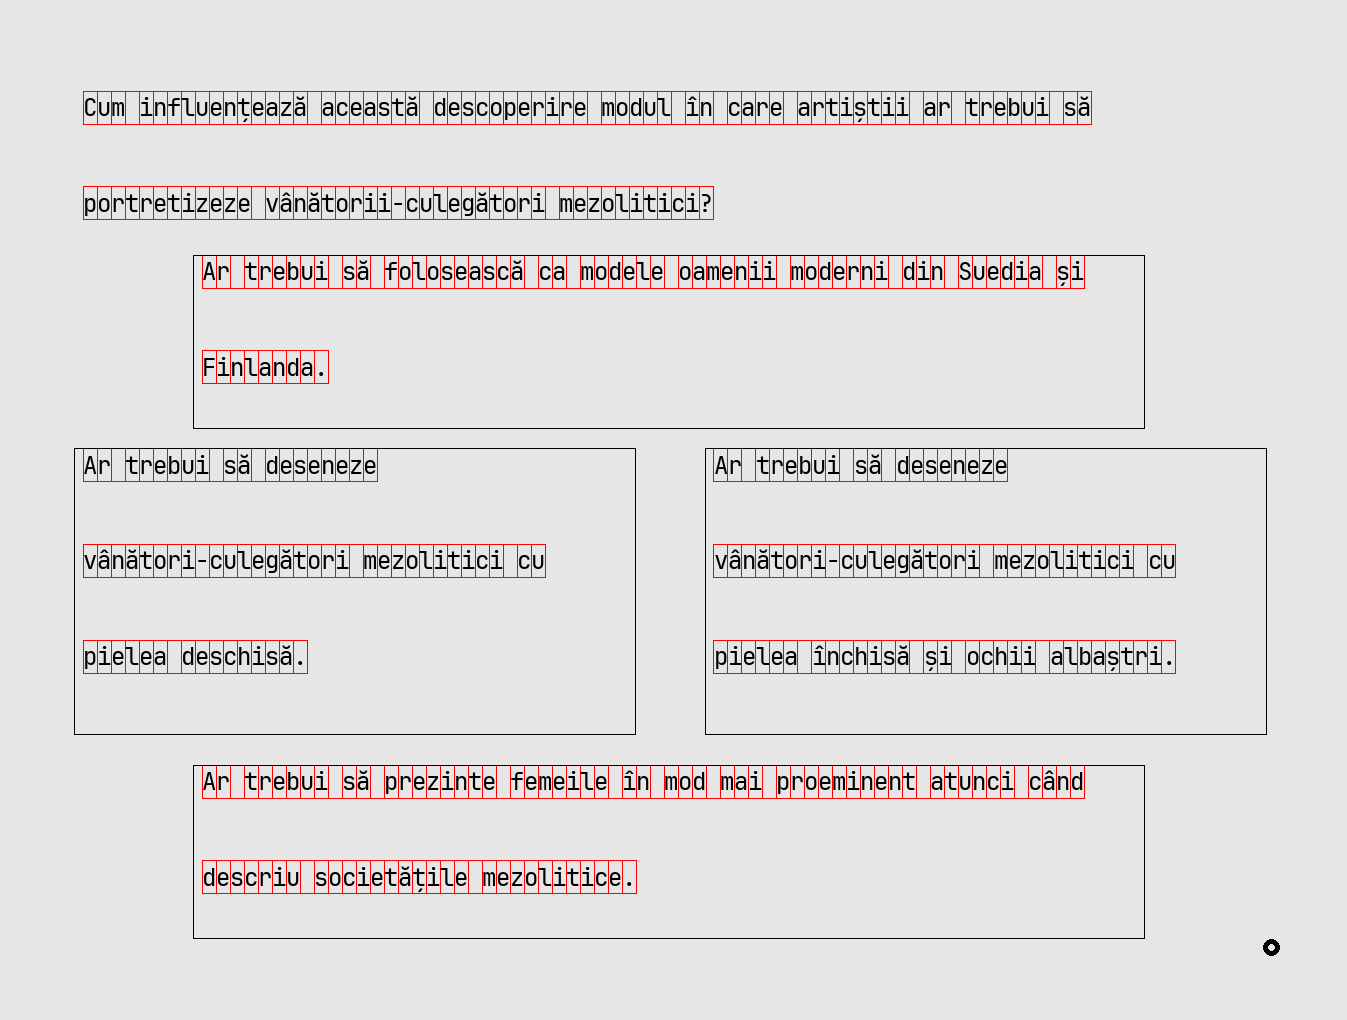 Cum influențează această descoperire modul în care artiștii ar trebui să
portretizeze vânătorii-culegători mezolitici?
Ar trebui să folosească ca modele oamenii moderni din Suedia și
Finlanda.
Ar trebui să deseneze
vânători-culegători mezolitici cu
pielea deschisă.
Ar trebui să deseneze
vânători-culegători mezolitici cu
pielea închisă și ochii albaștri.
Ar trebui să prezinte femeile în mod mai proeminent atunci când
descriu societățile mezolitice.